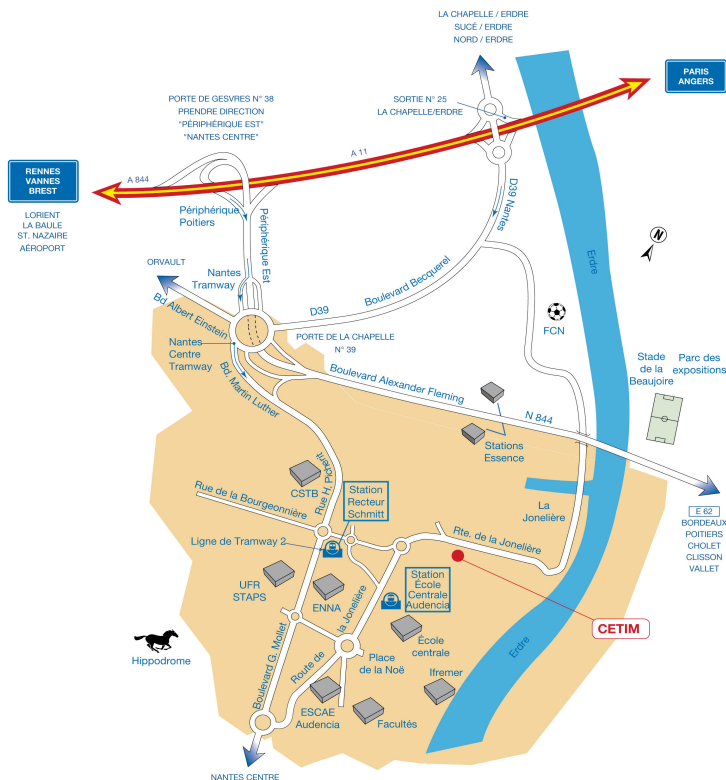 LA CHAPELLE / ERDRE
SUCÉ / ERDRE
NORD / ERDRE
PARIS
ANGERS
PORTE DE GESVRES N° 38
PRENDRE DIRECTION
"PÉRIPHÉRIQUE EST"
"NANTES CENTRE"
SORTIE N° 25
LA CHAPELLE/ERDRE
A 11
A 844
RENNES
VANNES
BREST
LORIENT
LA BAULE
ST. NAZAIRE
AÉROPORT
Périphérique
Poitiers
Périphérique Est
D39 Nantes
Erdre
N
ORVAULT
Nantes
Tramway
Bd Albert Einstein
D39
Boulevard Becquerel
FCN
PORTE DE LA CHAPELLE
N° 39
Nantes
Centre
Tramway
Bd. Martin Luther
Boulevard Alexander Fleming
N 844
Stade
de la
Beaujoire
Parc des
expositions
Stations
Essence
CSTB
Rue H. Pichent
Station
Recteur
Schmitt
Rue de la Bourgeonnière
La
Jonelière
E 62
BORDEAUX
POITIERS
CHOLET
CLISSON
VALLET
Ligne de Tramway 2
Rte. de la Jonelière
UFR
STAPS
ENNA
Station
École
Centrale
Audencia
CETIM
Hippodrome
Boulevard G. Mollet
Route de
la Jonelière
École
centrale
Place
de la Noë
Ifremer
Erdre
ESCAE
Audencia
Facultés
NANTES CENTRE